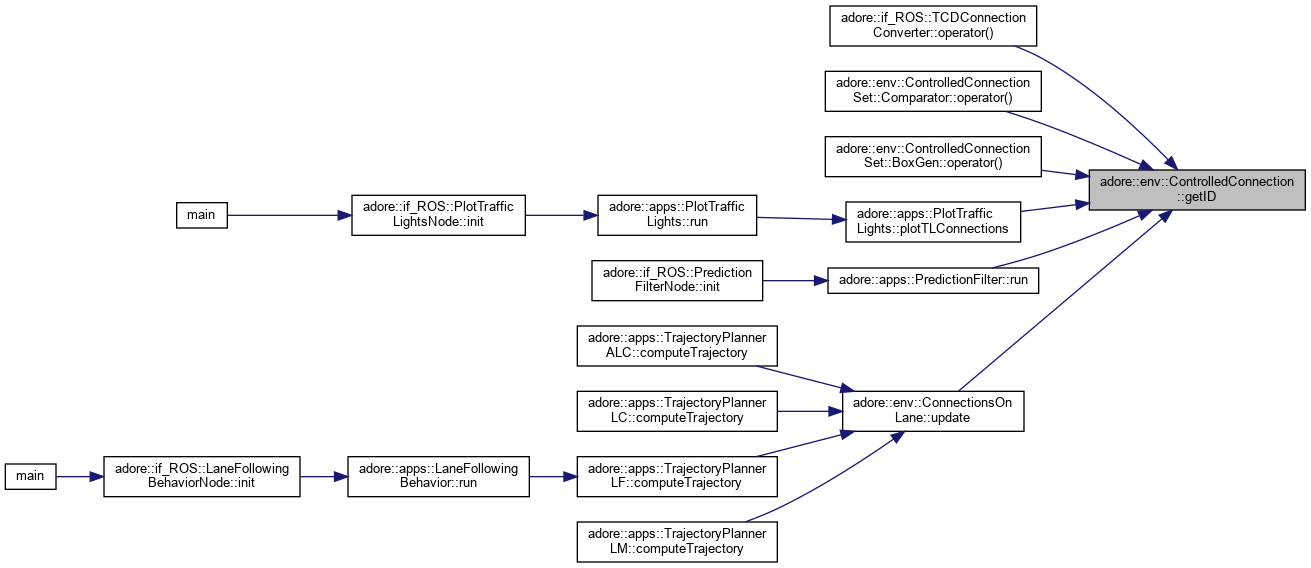 adore::if_ROS::TCDConnection
Converter::operator()
adore::env::ControlledConnection
Set::Comparator::operator()
adore::env::ControlledConnection
Set::BoxGen::operator()
adore::env::ControlledConnection
::getID
main
adore::if_ROS::PlotTraffic
LightsNode::init
adore::apps::PlotTraffic
Lights::run
adore::apps::PlotTraffic
Lights::plotTLConnections
adore::if_ROS::Prediction
FilterNode::init
adore::apps::PredictionFilter::run
adore::apps::TrajectoryPlanner
ALC::computeTrajectory
adore::apps::TrajectoryPlanner
LC::computeTrajectory
adore::env::ConnectionsOn
Lane::update
main
adore::if_ROS::LaneFollowing
BehaviorNode::init
adore::apps::LaneFollowing
Behavior::run
adore::apps::TrajectoryPlanner
LF::computeTrajectory
adore::apps::TrajectoryPlanner
LM::computeTrajectory